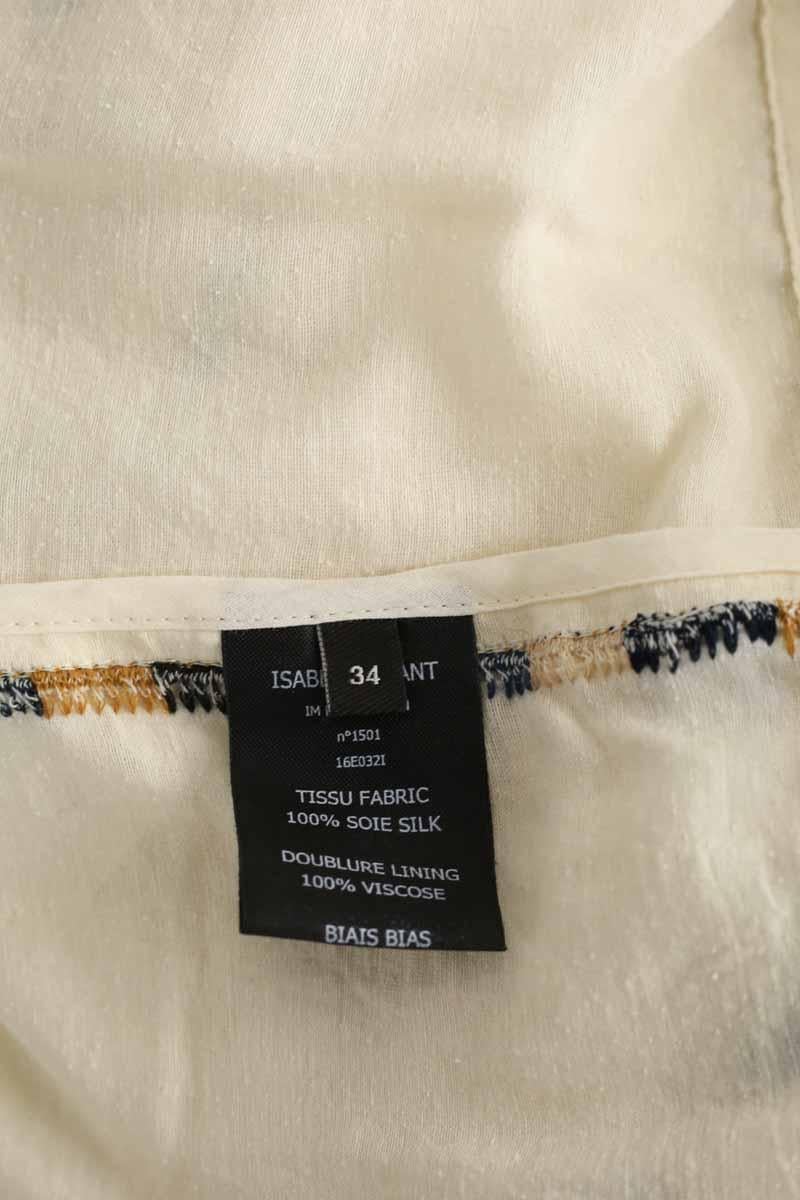 34
n°1501
16E032I
TISSU FABRIC
100% SOIE SILK
DOUBLURE LINING
100% VISCOSE
BIAIS BIAS